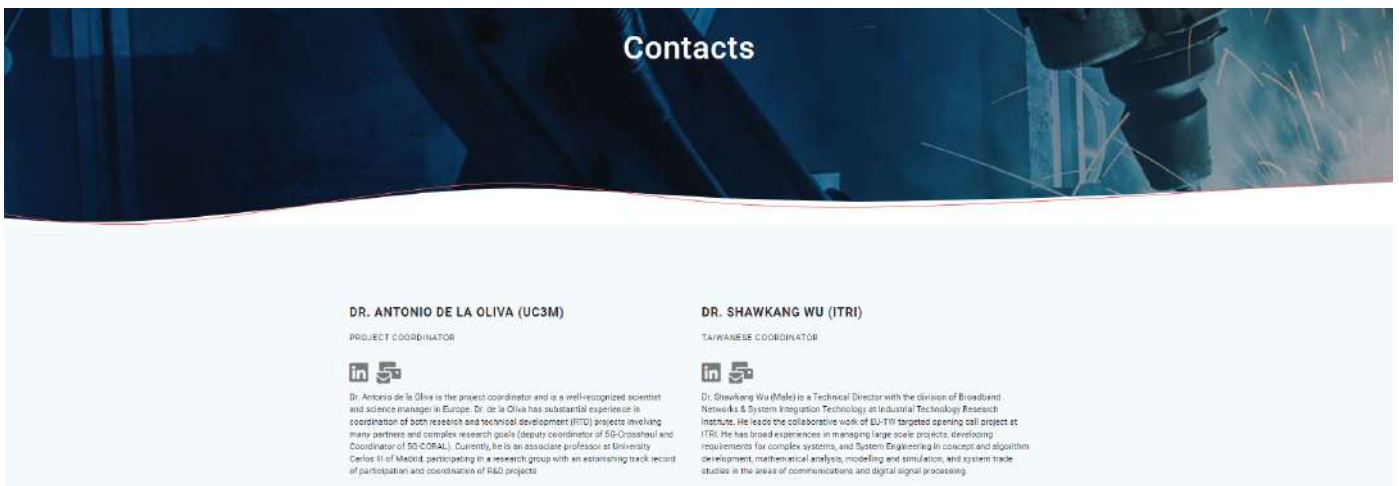 Contacts
DR. ANTONIO DE LA OLIVA (UC3M)
PROJECT COORDINATOR
in
Dr. Antonio de la Oliva is the project coordinator and is a well-recognized scientist
and science manager in Europe. Dr. de la Oliva has substantial experience in
coordination of both research and technical development (RTD) projects involving
many partners and complex research goals (deputy coordinator of 5G-Crosshaul and
Coordinator of 5G-CORAL). Currently, he is an associate professor at University
Carlos III of Madrid, participating in a research group with an astonishing track record
of participation and coordination of R&D projects
DR. SHAWKANG WU (ITRI)
TAIWANESE COORDINATOR
in
Dr. Shawkang Wu (Male) is a Technical Director with the division of Broadband
Networks & System Integration Technology at Industrial Technology Research
Institute. He leads the collaborative work of EU-TW targeted opening call project at
ITRI. He has broad experiences in managing large scale projects, developing
requirements for complex systems, and System Engineering in concept and algorithm
development, mathematical analysis, modelling and simulation, and system trade
studies in the areas of communications and digital signal processing.